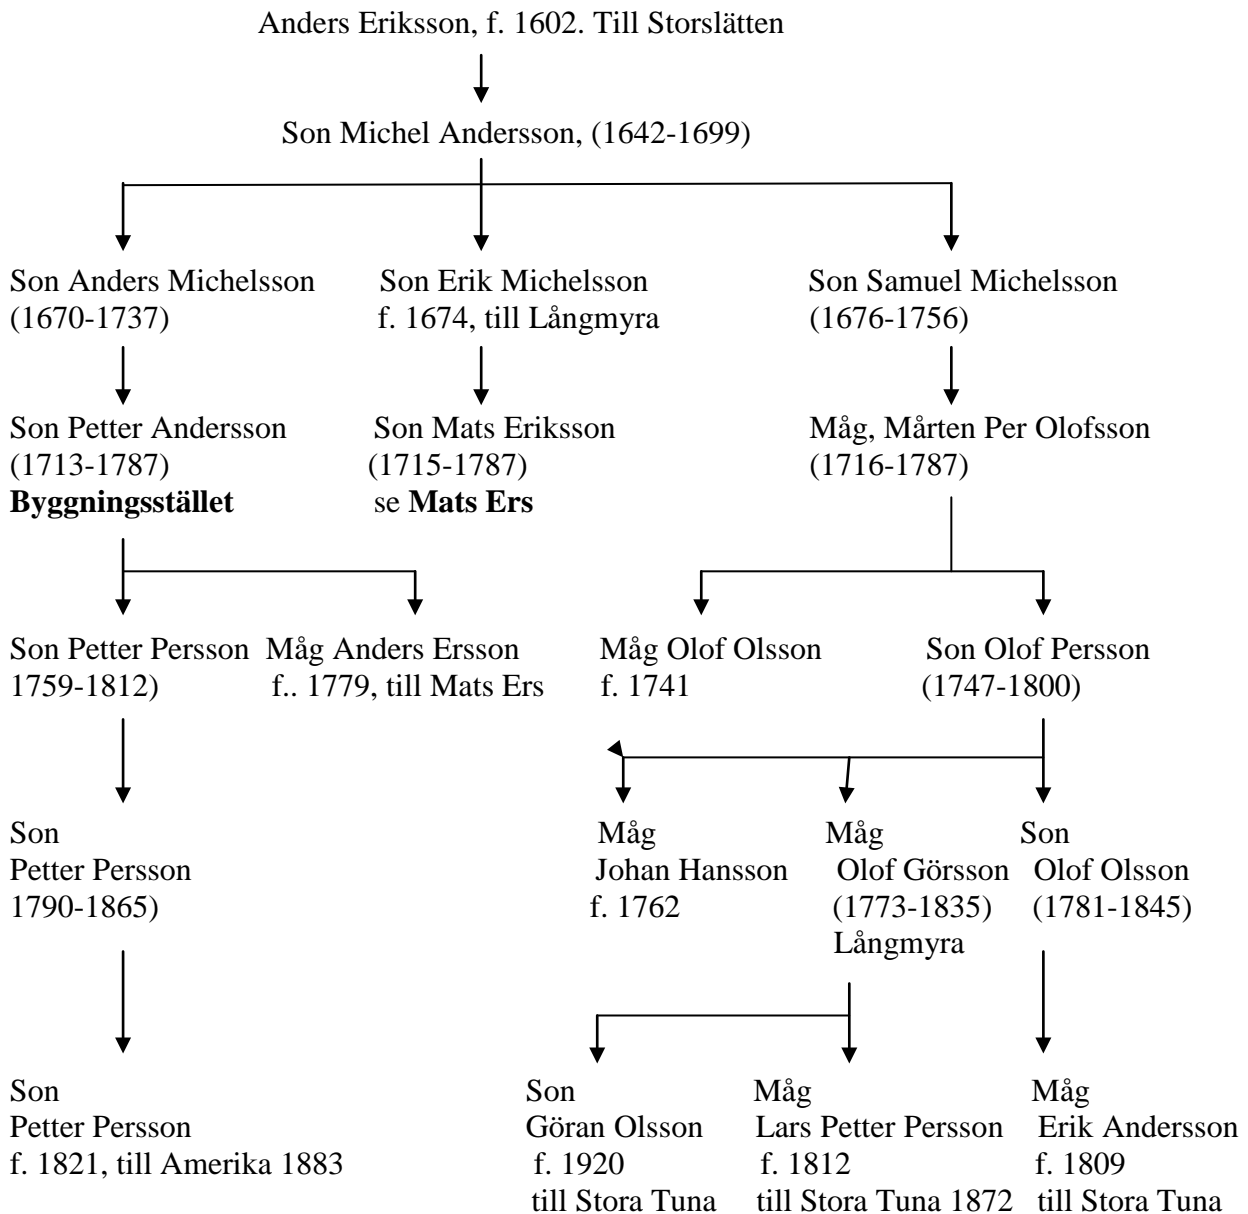 Anders Eriksson, f. 1602. Till Storslätten
Son Michel Andersson, (1642-1699)
Son Anders Michelsson
(1670-1737)
Son Erik Michelsson
f. 1674, till Långmyra
Son Samuel Michelsson
(1676-1756)
Son Petter Andersson
(1713-1787)
Byggningsstället
Son Mats Eriksson
(1715-1787)
se Mats Ers
Måg, Mårten Per Olofsson
(1716-1787)
Son Petter Persson
1759-1812)
Måg Anders Ersson
f.. 1779, till Mats Ers
Måg Olof Olsson
f. 1741
Son Olof Persson
(1747-1800)
Son
Petter Persson
1790-1865)
Måg
Johan Hansson
f. 1762
Måg
Olof Görsson
(1773-1835)
Långmyra
Son
Olof Olsson
(1781-1845)
Son
Petter Persson
f. 1821, till Amerika 1883
Son
Göran Olsson
f. 1920
till Stora Tuna
Måg
Lars Petter Persson
f. 1812
till Stora Tuna 1872
Måg
Erik Andersson
f. 1809
till Stora Tuna